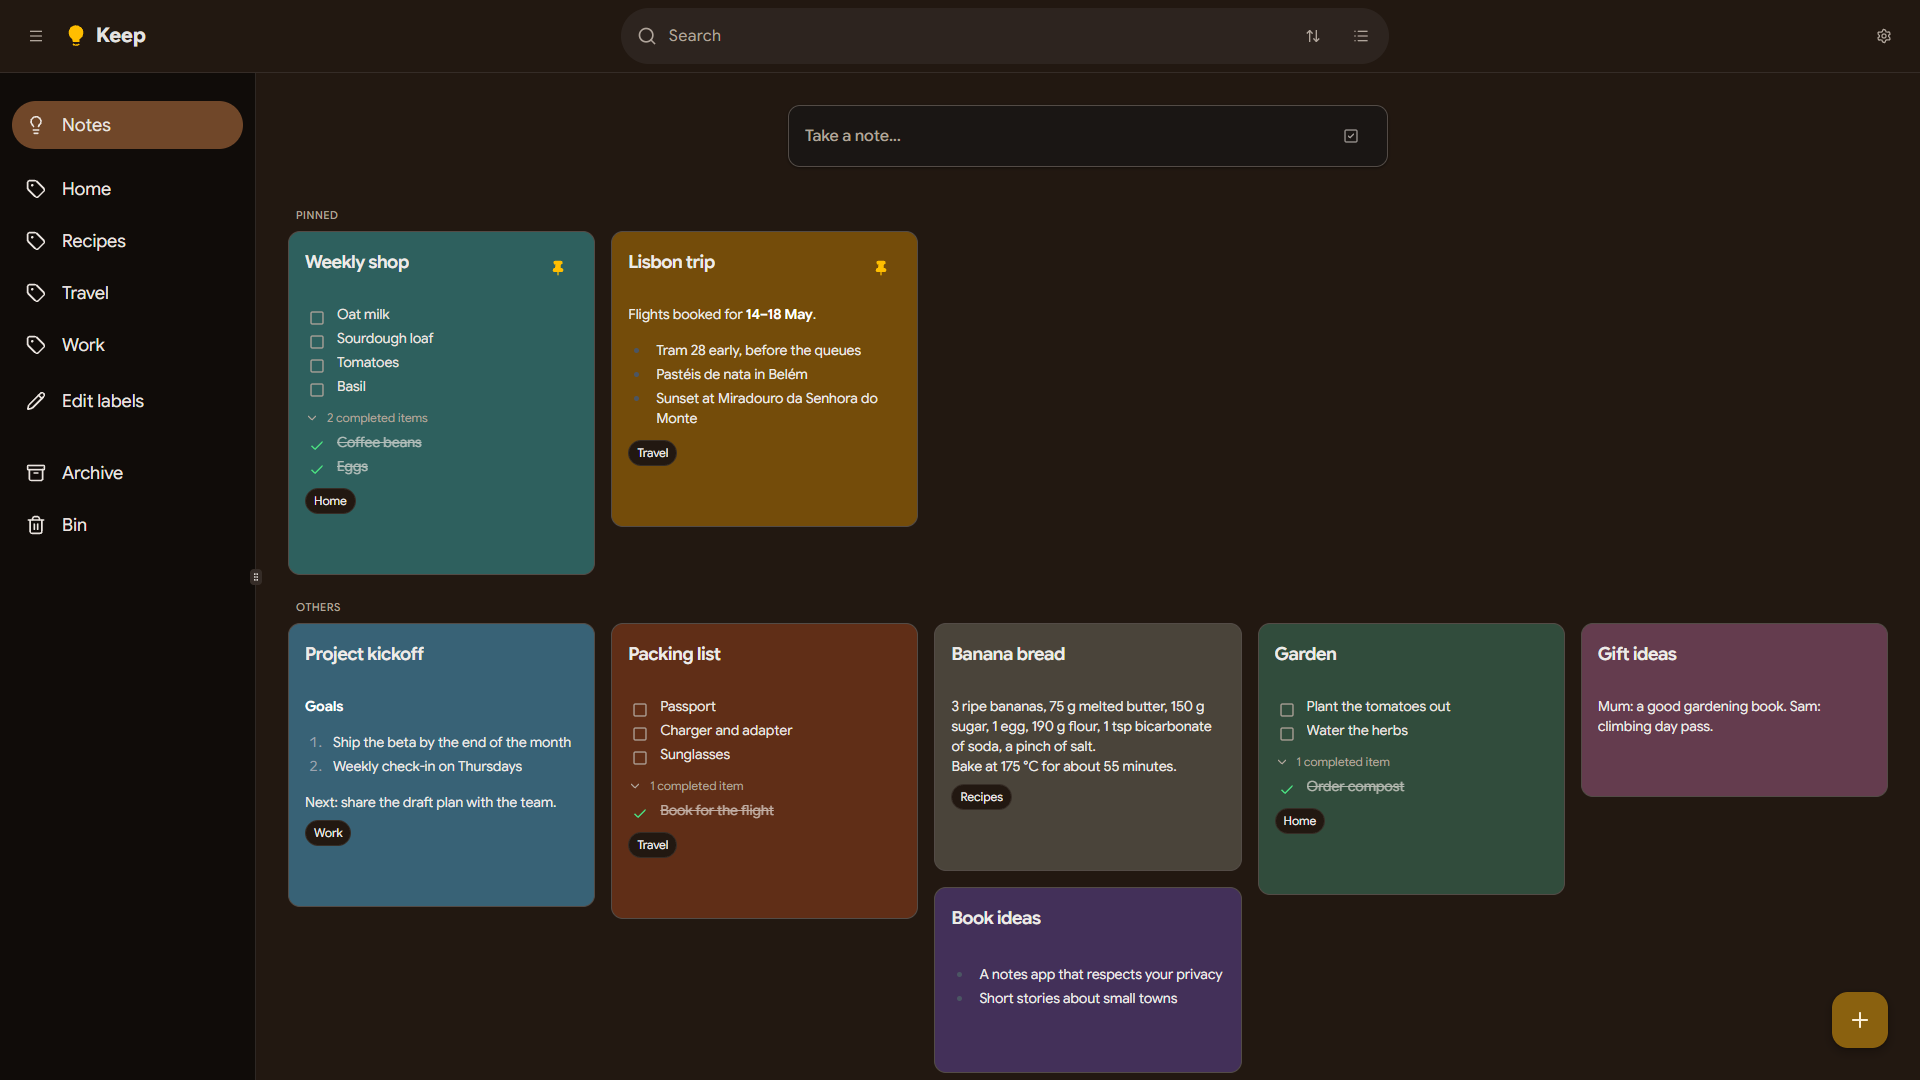 Keep
Search
Notes
Home
Recipes
Travel
Work
Edit labels
Archive
Bin
Take a note...
PINNED
Weekly shop
Oat milk
Sourdough loaf
Tomatoes
Basil
2 completed items
Coffee beans
Eggs
Home
Lisbon trip
Flights booked for 14–18 May.
Tram 28 early, before the queues
Pastéis de nata in Belém
Sunset at Miradouro da Senhora do
Monte
Travel
OTHERS
Project kickoff
Goals
1. Ship the beta by the end of the month
2. Weekly check-in on Thursdays
Next: share the draft plan with the team.
Work
Packing list
Passport
Charger and adapter
Sunglasses
1 completed item
Book for the flight
Travel
Banana bread
3 ripe bananas, 75 g melted butter, 150 g
sugar, 1 egg, 190 g flour, 1 tsp bicarbonate
of soda, a pinch of salt.
Bake at 175 °C for about 55 minutes.
Recipes
Book ideas
A notes app that respects your privacy
Short stories about small towns
Garden
Plant the tomatoes out
Water the herbs
1 completed item
Order compost
Home
Gift ideas
Mum: a good gardening book. Sam:
climbing day pass.